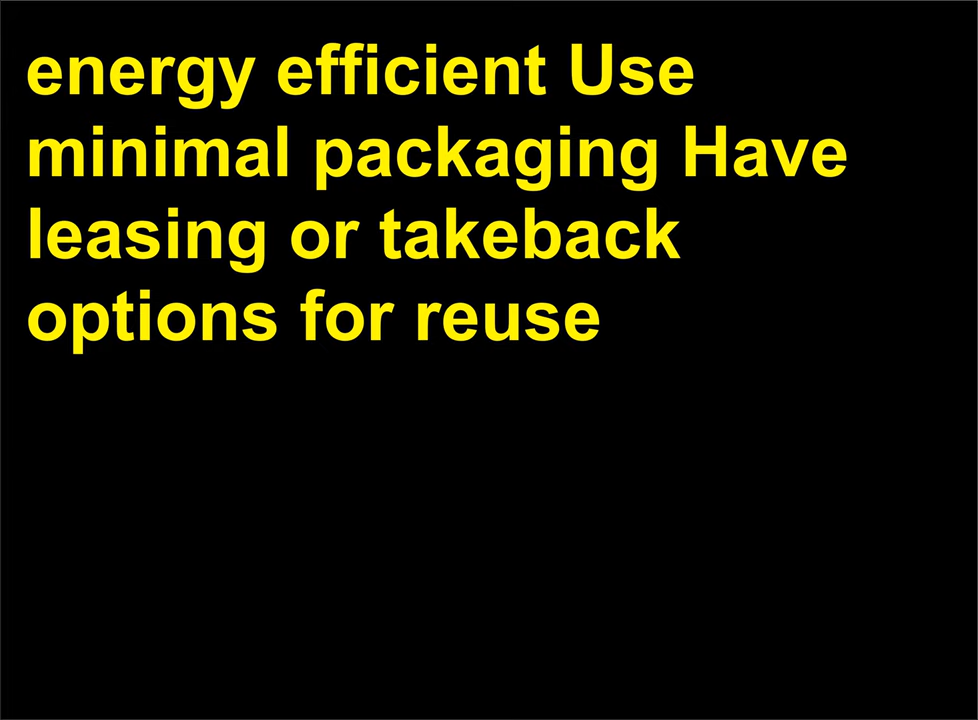 energy efficient Use
minimal packaging Have
leasing or takeback
options for reuse